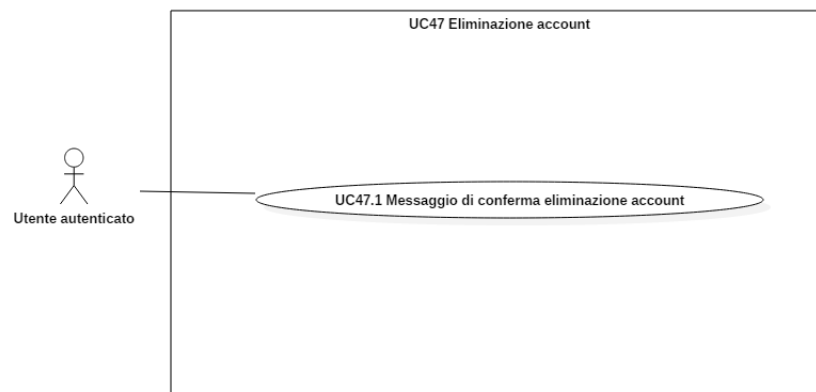 UC47 Eliminazione account
UC47.1 Messaggio di conferma eliminazione account
Utente autenticato